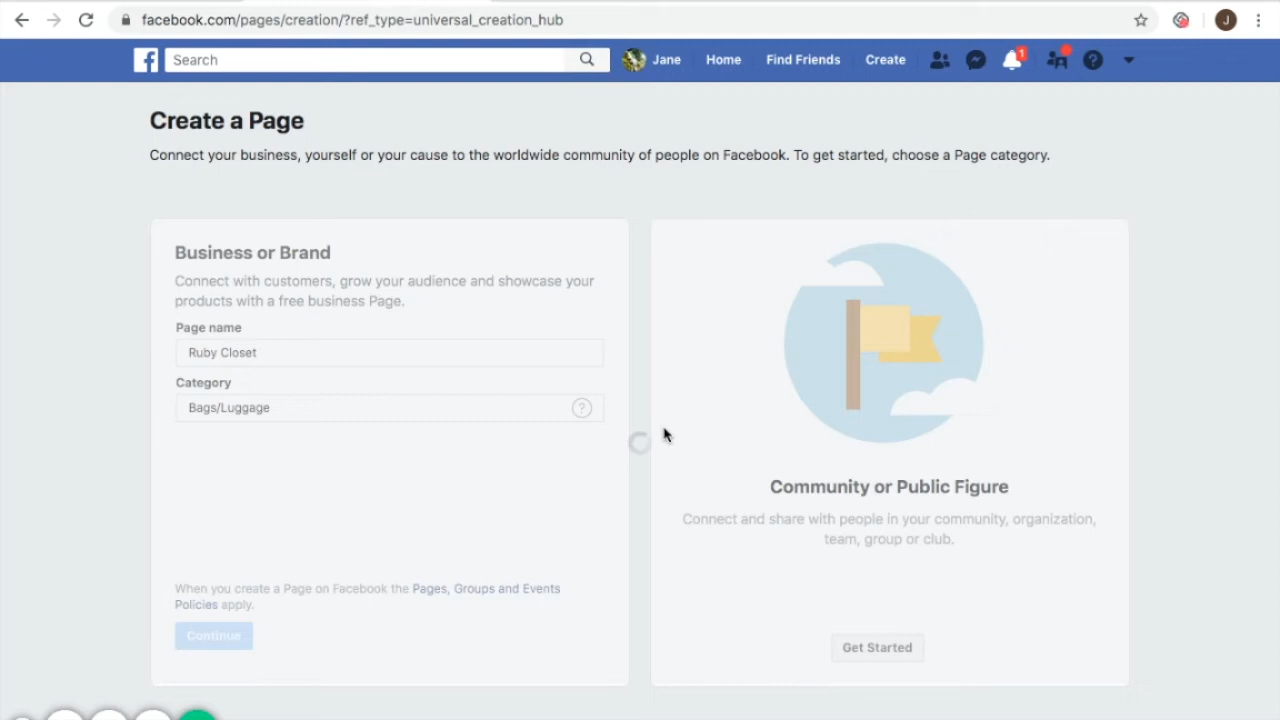 facebook.com/pages/creation/?ref_type=universal_creation_hub
J
f
Search
Jane
Home
Find Friends
Create
1
?
Create a Page
Connect your business, yourself or your cause to the worldwide community of people on Facebook. To get started, choose a Page category.
Business or Brand
Connect with customers, grow your audience and showcase your
products with a free business Page.
Page name
Ruby Closet
Category
Bags/Luggage
?
When you create a Page on Facebook the Pages, Groups and Events
Policies apply.
Continue
Community or Public Figure
Connect and share with people in your community, organization,
team, group or club.
Get Started